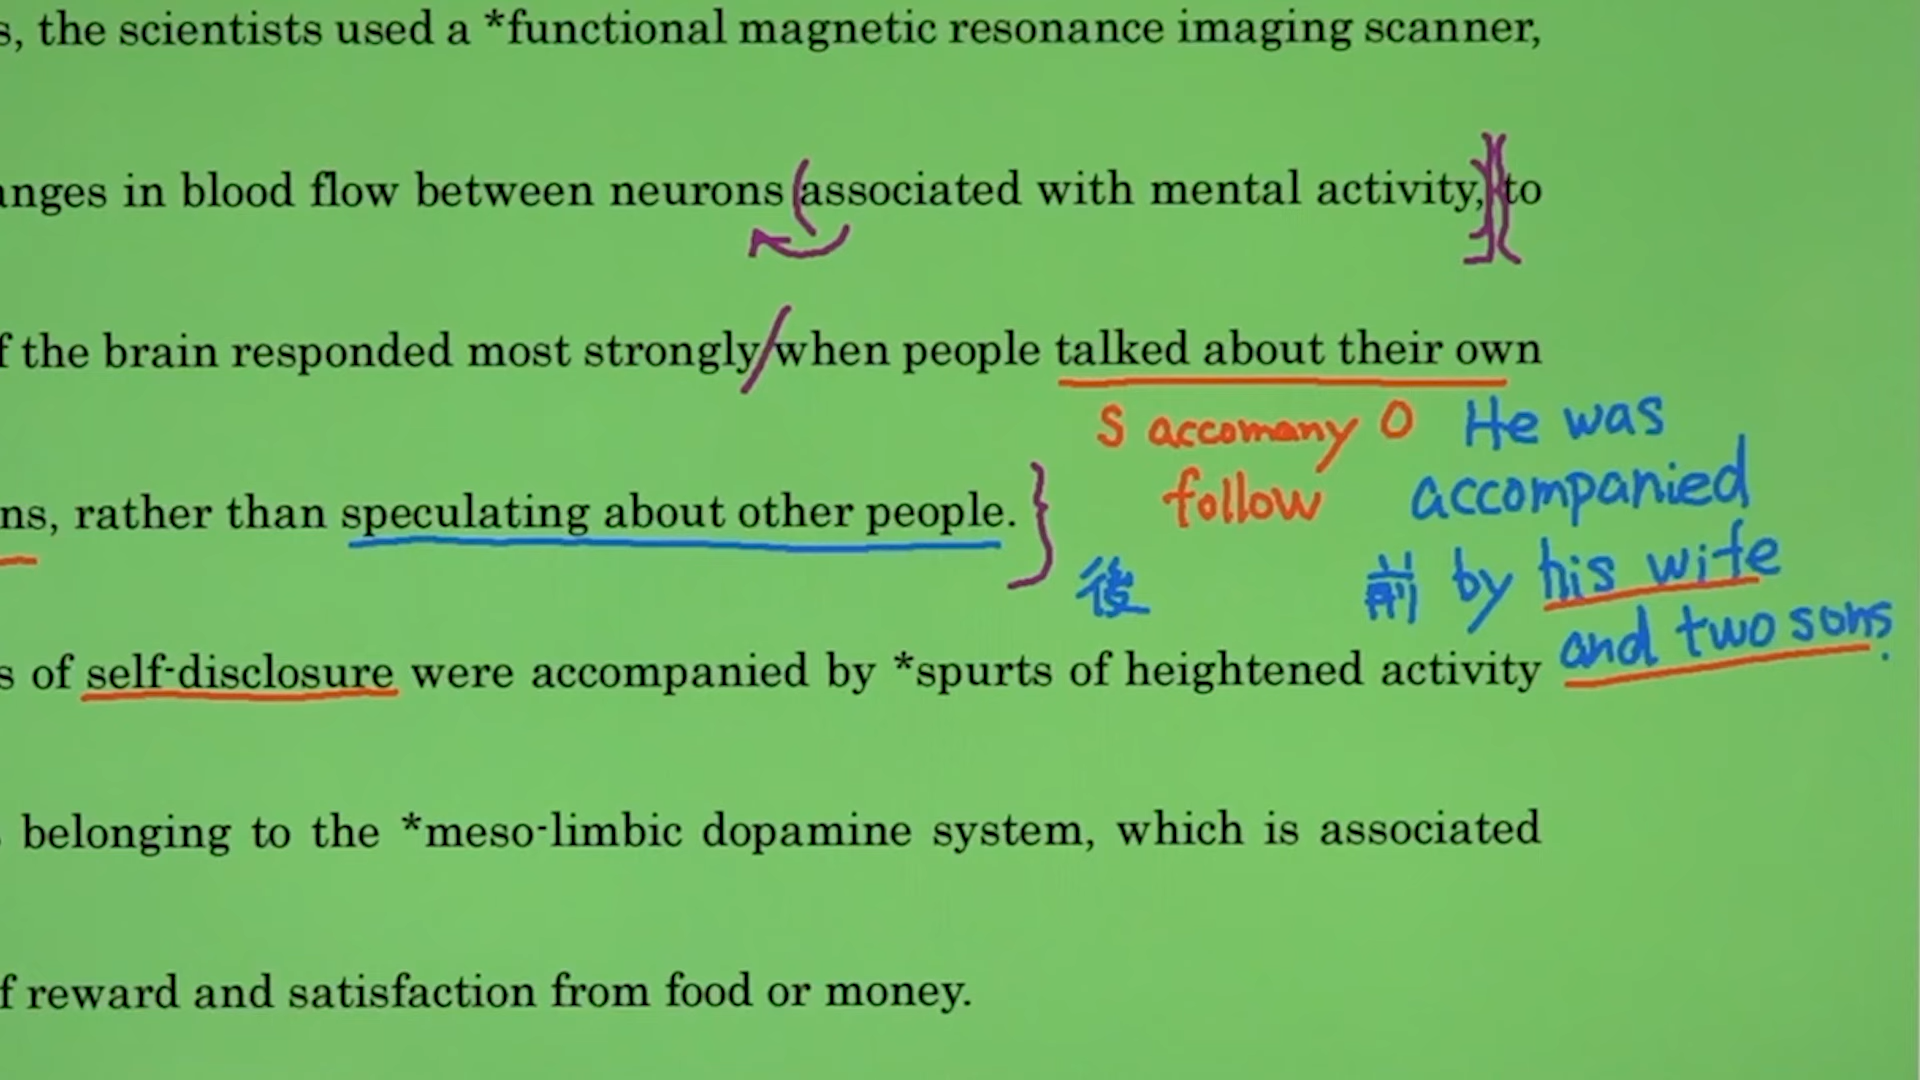 s, the scientists used a *functional magnetic resonance imaging scanner,
anges in blood flow between neurons (associated with mental activity,)】( to
f the brain responded most strongly/when people talked about their own
S accomany O He was
follow accompanied
ns, rather than speculating about other people. }
後 前 by his wife
and two sons.
s of self-disclosure were accompanied by *spurts of heightened activity
belonging to the *meso-limbic dopamine system, which is associated
f reward and satisfaction from food or money.